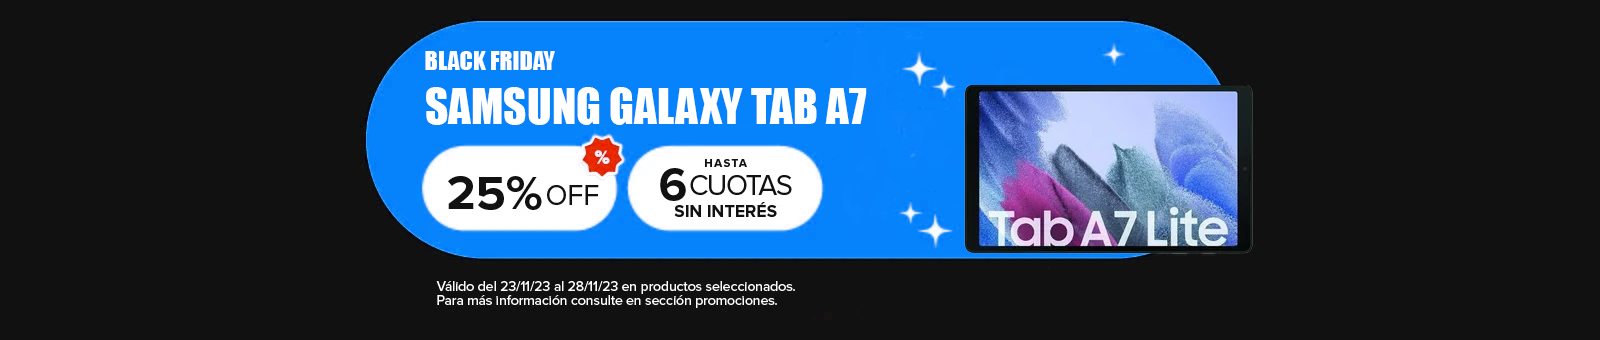 BLACK FRIDAY
SAMSUNG GALAXY TAB A7
%
25% OFF
HASTA
6 CUOTAS
SIN INTERÉS
Tab A7 Lite
Válido del 23/11/23 al 28/11/23 en productos seleccionados.
Para más información consulte en sección promociones.